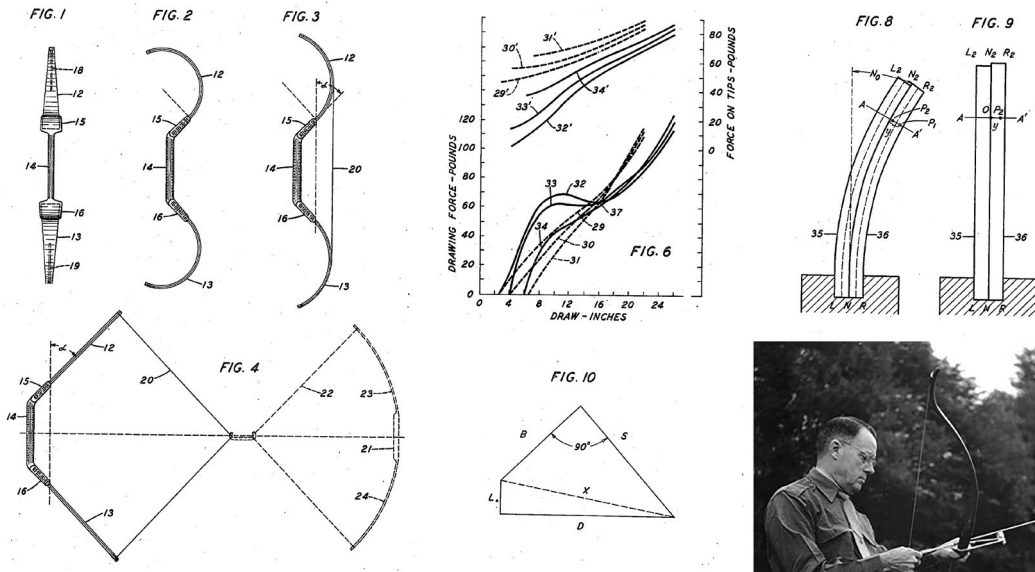 FIG. 1
18
12
15
14
16
13
19
FIG. 2
12
15
14
16
13
FIG. 3
12
α
15
14
20
16
13
FIG. 4
12
α
15
14
16
13
20
22
23
21
24
FIG. 6
31'
30'
29'
33'
32'
34'
80
60
40
20
0
FORCE ON TIPS-POUNDS
120
100
80
60
40
20
0
DRAWING FORCE-POUNDS
33
32
34
37
29
30
31
0
6
12
18
24
DRAW-INCHES
FIG. 8
N₀
L₂
N₂
R₂
A
P₂
P₁
y
A'
35
36
L N R
FIG. 9
L₂ N₂ R₂
A
O
P₂
y
A'
35
36
L N R
FIG. 10
B
90°
S
L
X
D